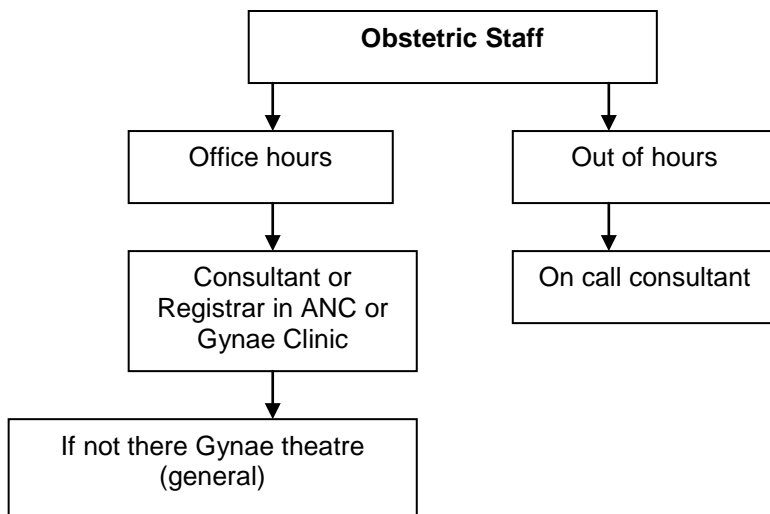 Obstetric Staff
Office hours
Out of hours
Consultant or
Registrar in ANC or
Gynae Clinic
On call consultant
If not there Gynae theatre
(general)